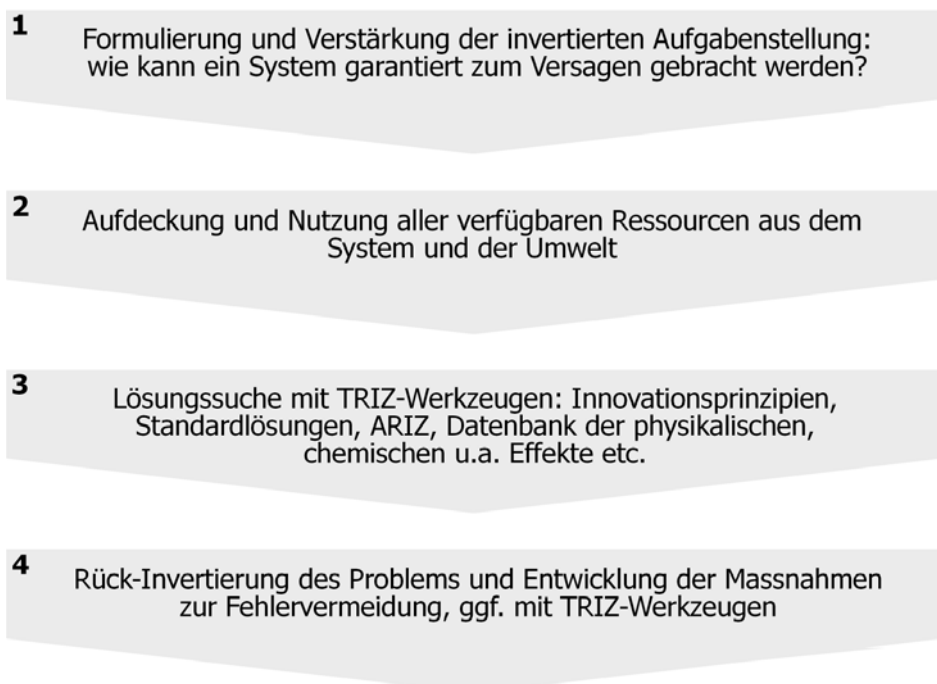 1
Formulierung und Verstärkung der invertierten Aufgabenstellung:
wie kann ein System garantiert zum Versagen gebracht werden?
2
Aufdeckung und Nutzung aller verfügbaren Ressourcen aus dem
System und der Umwelt
3
Lösungssuche mit TRIZ-Werkzeugen: Innovationsprinzipien,
Standardlösungen, ARIZ, Datenbank der physikalischen,
chemischen u.a. Effekte etc.
4
Rück-Invertierung des Problems und Entwicklung der Massnahmen
zur Fehlervermeidung, ggf. mit TRIZ-Werkzeugen